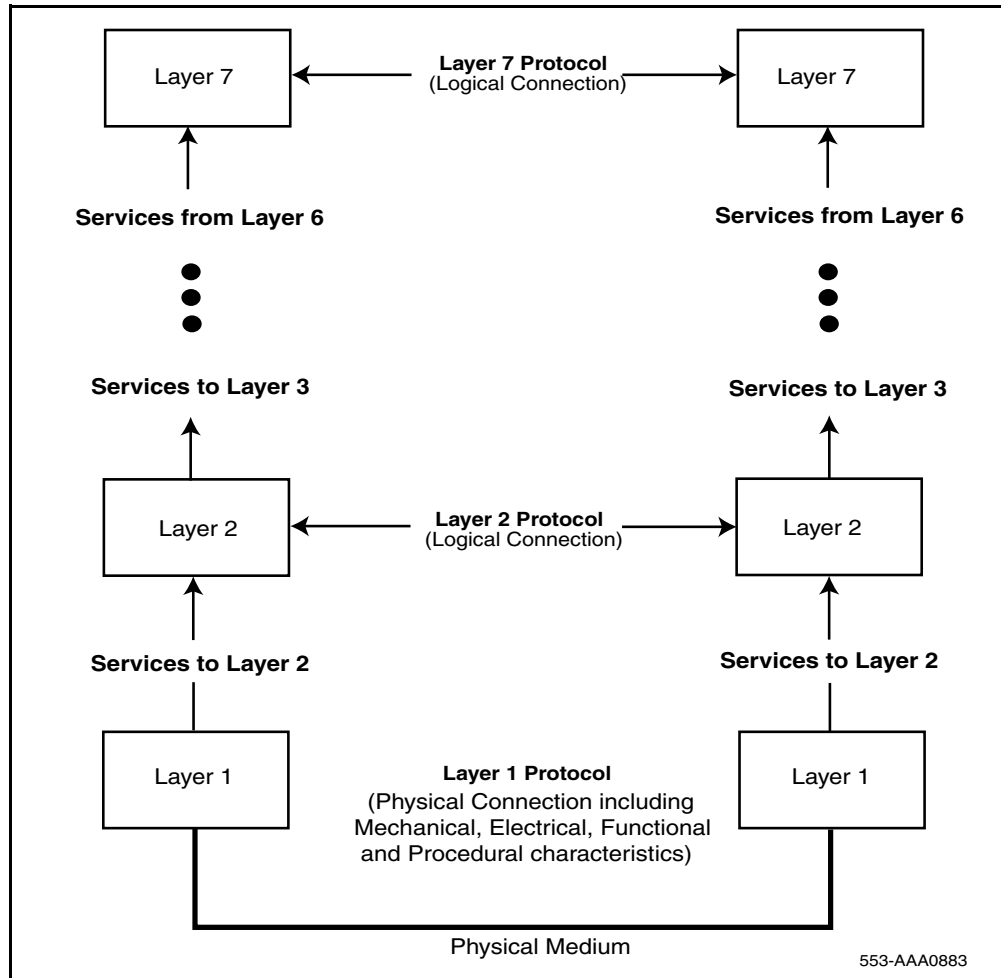 Layer 7
Layer 7 Protocol
(Logical Connection)
Layer 7
Services from Layer 6
Services from Layer 6
Services to Layer 3
Services to Layer 3
Layer 2
Layer 2 Protocol
(Logical Connection)
Layer 2
Services to Layer 2
Services to Layer 2
Layer 1
Layer 1 Protocol
(Physical Connection including
Mechanical, Electrical, Functional
and Procedural characteristics)
Layer 1
Physical Medium
553-AAA0883